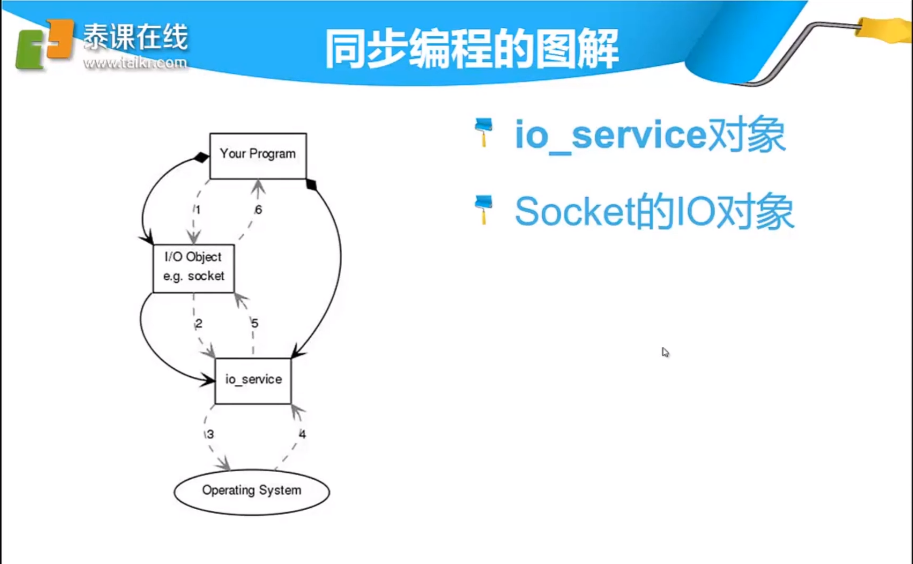 泰课在线
www.taikr.com
同步编程的图解
io_service对象
Socket的IO对象
Your Program
1
6
I/O Object
e.g. socket
2
5
io_service
3
4
Operating System